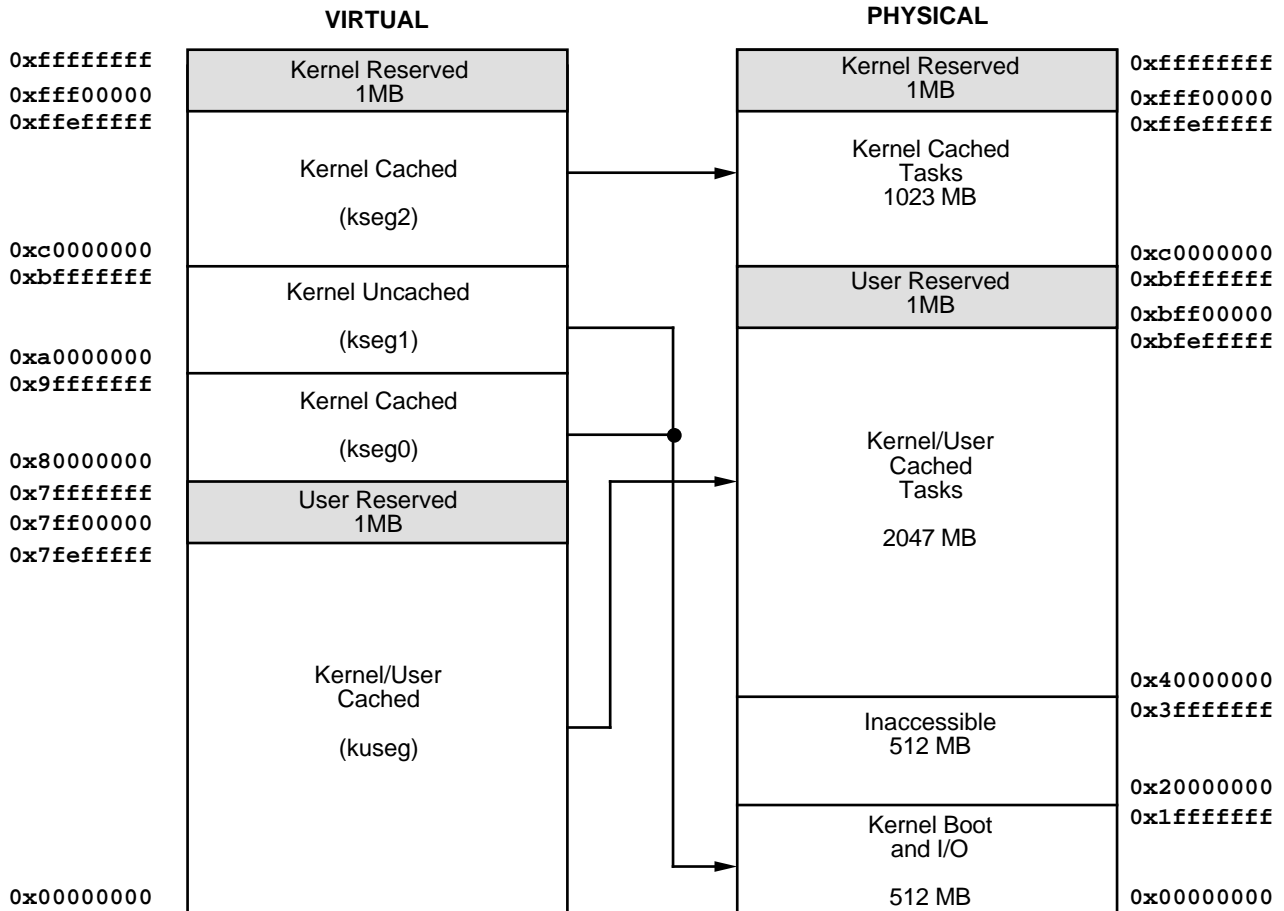 VIRTUAL
PHYSICAL
0xffffffff
0xfff00000
0xffefffff
0xc0000000
0xbfffffff
0xa0000000
0x9fffffff
0x80000000
0x7fffffff
0x7ff00000
0x7fefffff
0x00000000
Kernel Reserved
1MB
Kernel Cached
(kseg2)
Kernel Uncached
(kseg1)
Kernel Cached
(kseg0)
User Reserved
1MB
Kernel/User
Cached
(kuseg)
Kernel Reserved
1MB
Kernel Cached
Tasks
1023 MB
User Reserved
1MB
Kernel/User
Cached
Tasks
2047 MB
Inaccessible
512 MB
Kernel Boot
and I/O
512 MB
0xffffffff
0xfff00000
0xffefffff
0xc0000000
0xbfffffff
0xbff00000
0xbfefffff
0x40000000
0x3fffffff
0x20000000
0x1fffffff
0x00000000